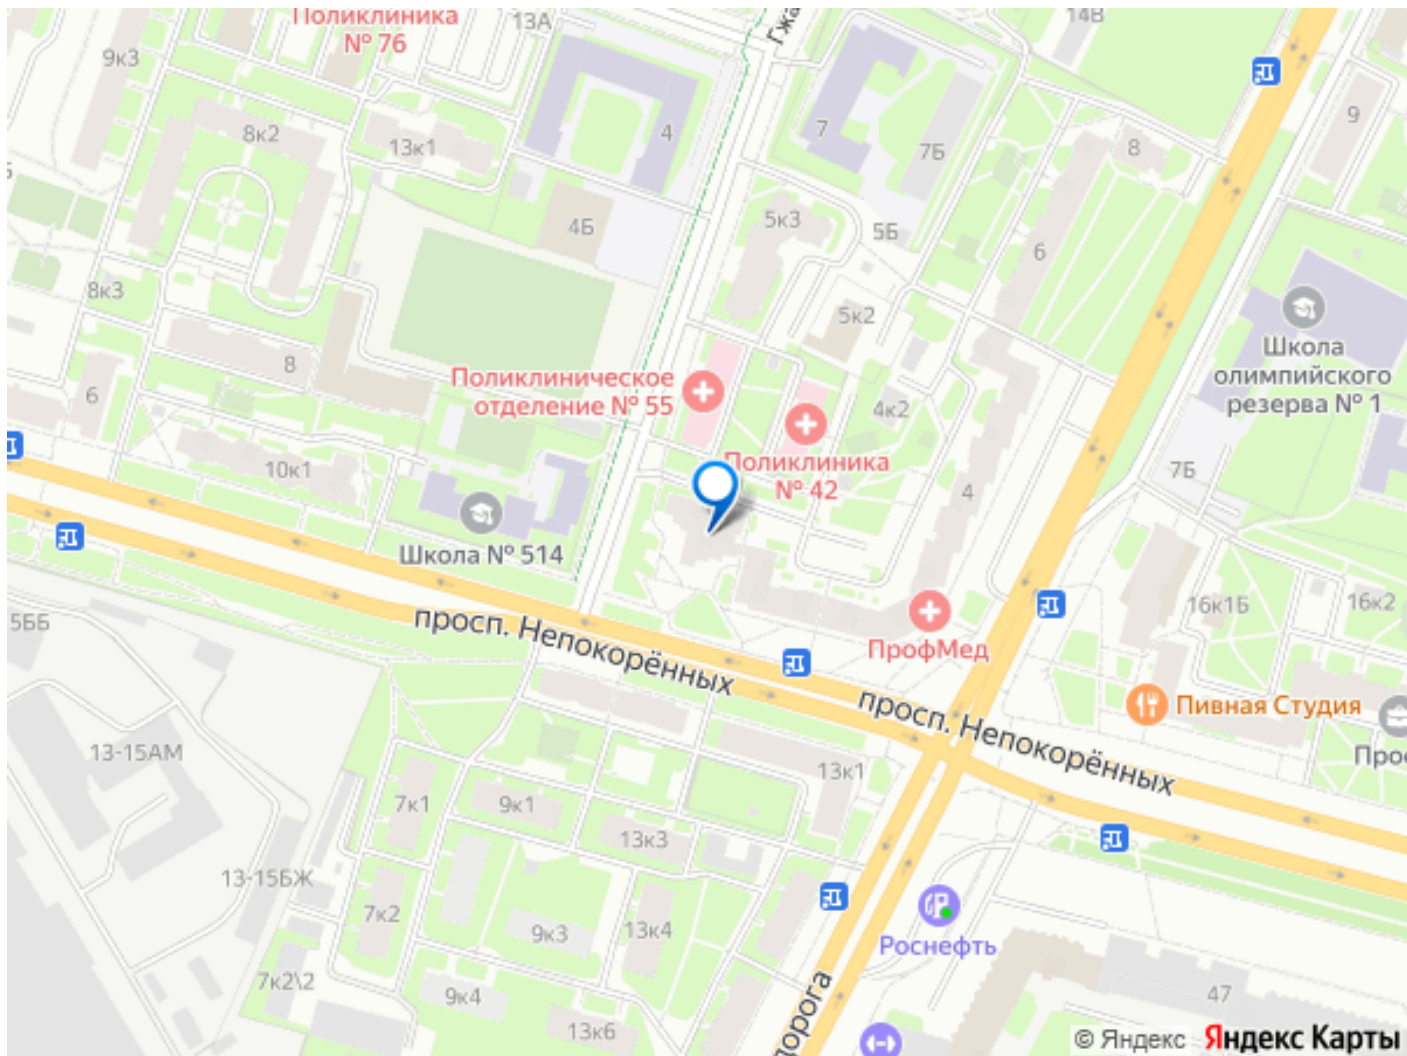 Поликлиника
№ 76
13А
14В
9к3
8к2
13к1
4
7
7Б
8
9
4Б
5к3
5Б
6
8к3
5к2
Школа
олимпийского
резерва № 1
8
6
Поликлиническое
отделение № 55
4к2
Поликлиника
№ 42
10к1
7Б
4
Школа № 514
16к1Б
16к2
5ББ
просп. Непокорённых
ПрофМед
просп. Непокорённых
Пивная Студия
13-15АМ
13к1
7к1
9к1
13к3
13-15БЖ
7к2
9к3
13к4
Роснефть
7к2\2
9к4
13к6
47
дорога
© Яндекс Яндекс Карты